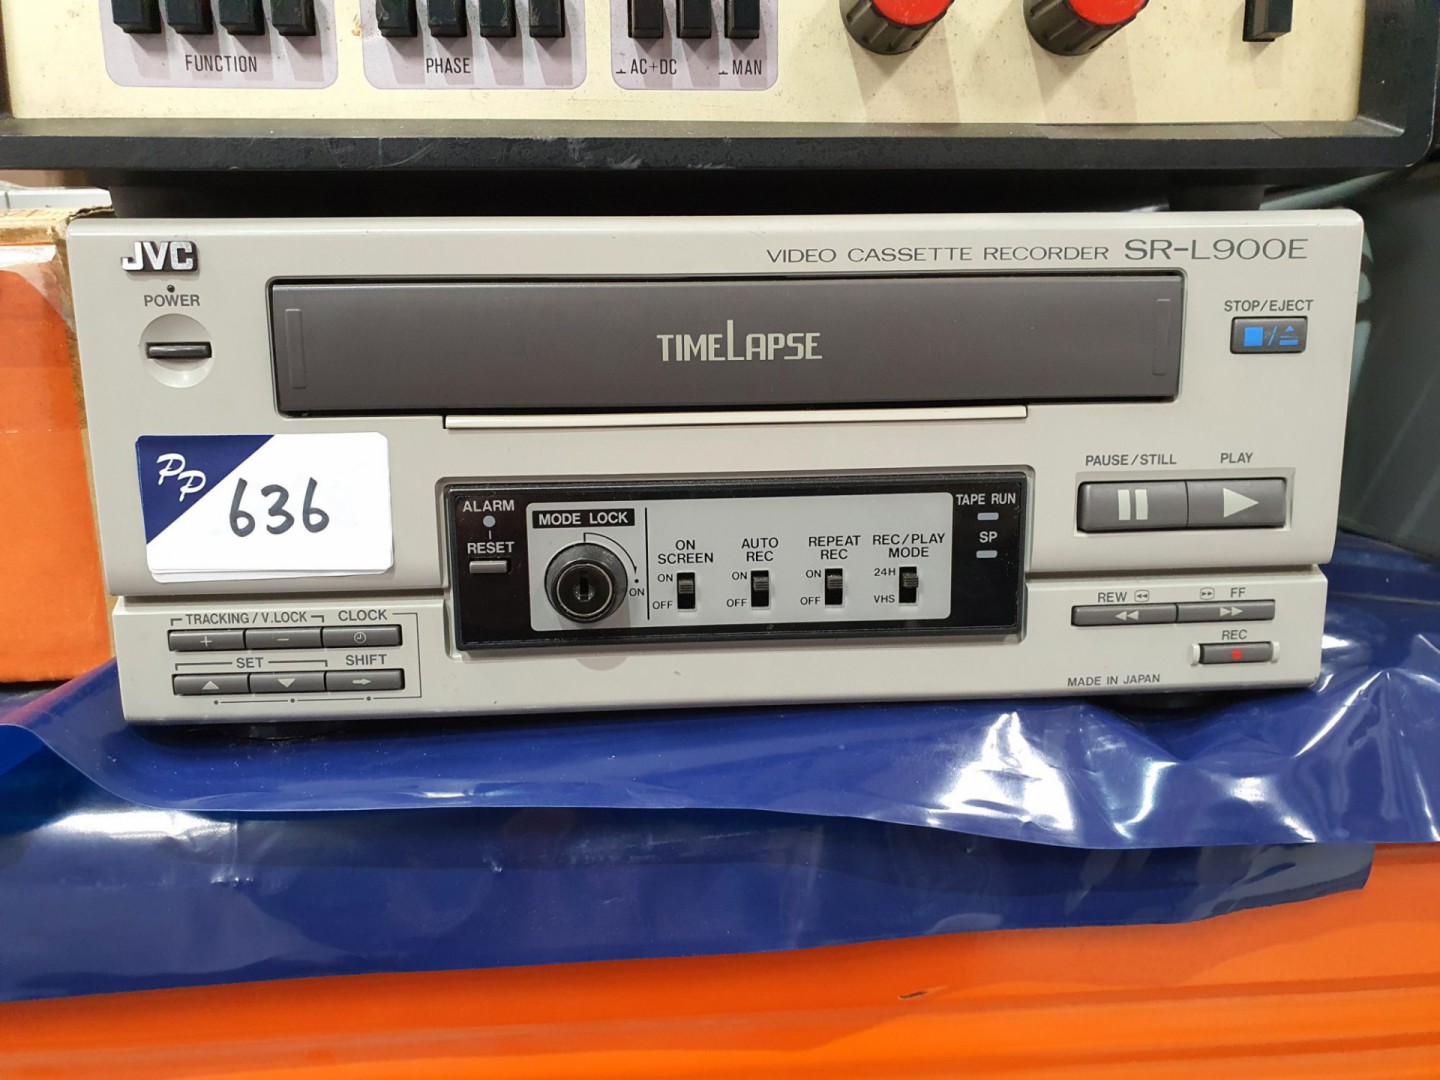 FUNCTION
PHASE
AC+DC
MAN
JVC
VIDEO CASSETTE RECORDER SR-L900E
POWER
STOP/EJECT
TIMELAPSE
PP
636
PAUSE/STILL
PLAY
ALARM
RESET
MODE LOCK
ON
ON SCREEN
ON
OFF
AUTO REC
ON
OFF
REPEAT REC
ON
OFF
REC/PLAY MODE
24H
VHS
TAPE RUN
SP
TRACKING/V.LOCK
CLOCK
+
-
SET
SHIFT
REW
FF
REC
MADE IN JAPAN